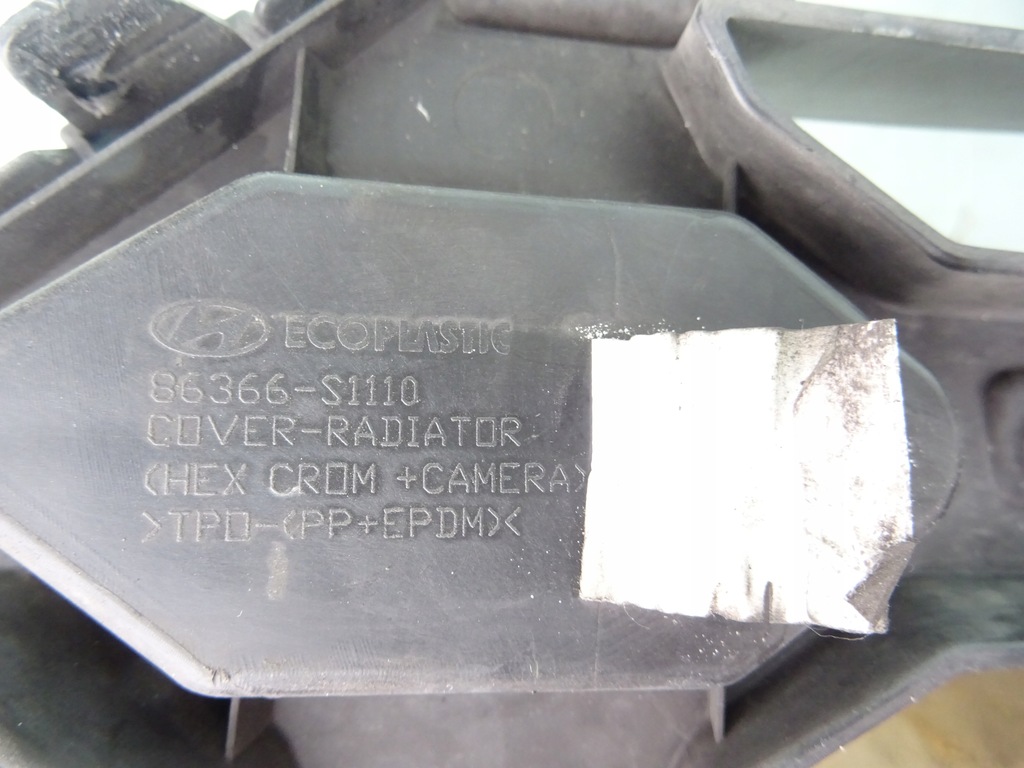 ECOPLASTIC
86366-S1110
COVER-RADIATOR
(HEX CROM +CAMERA)
>TPO-(PP+EPDM)<